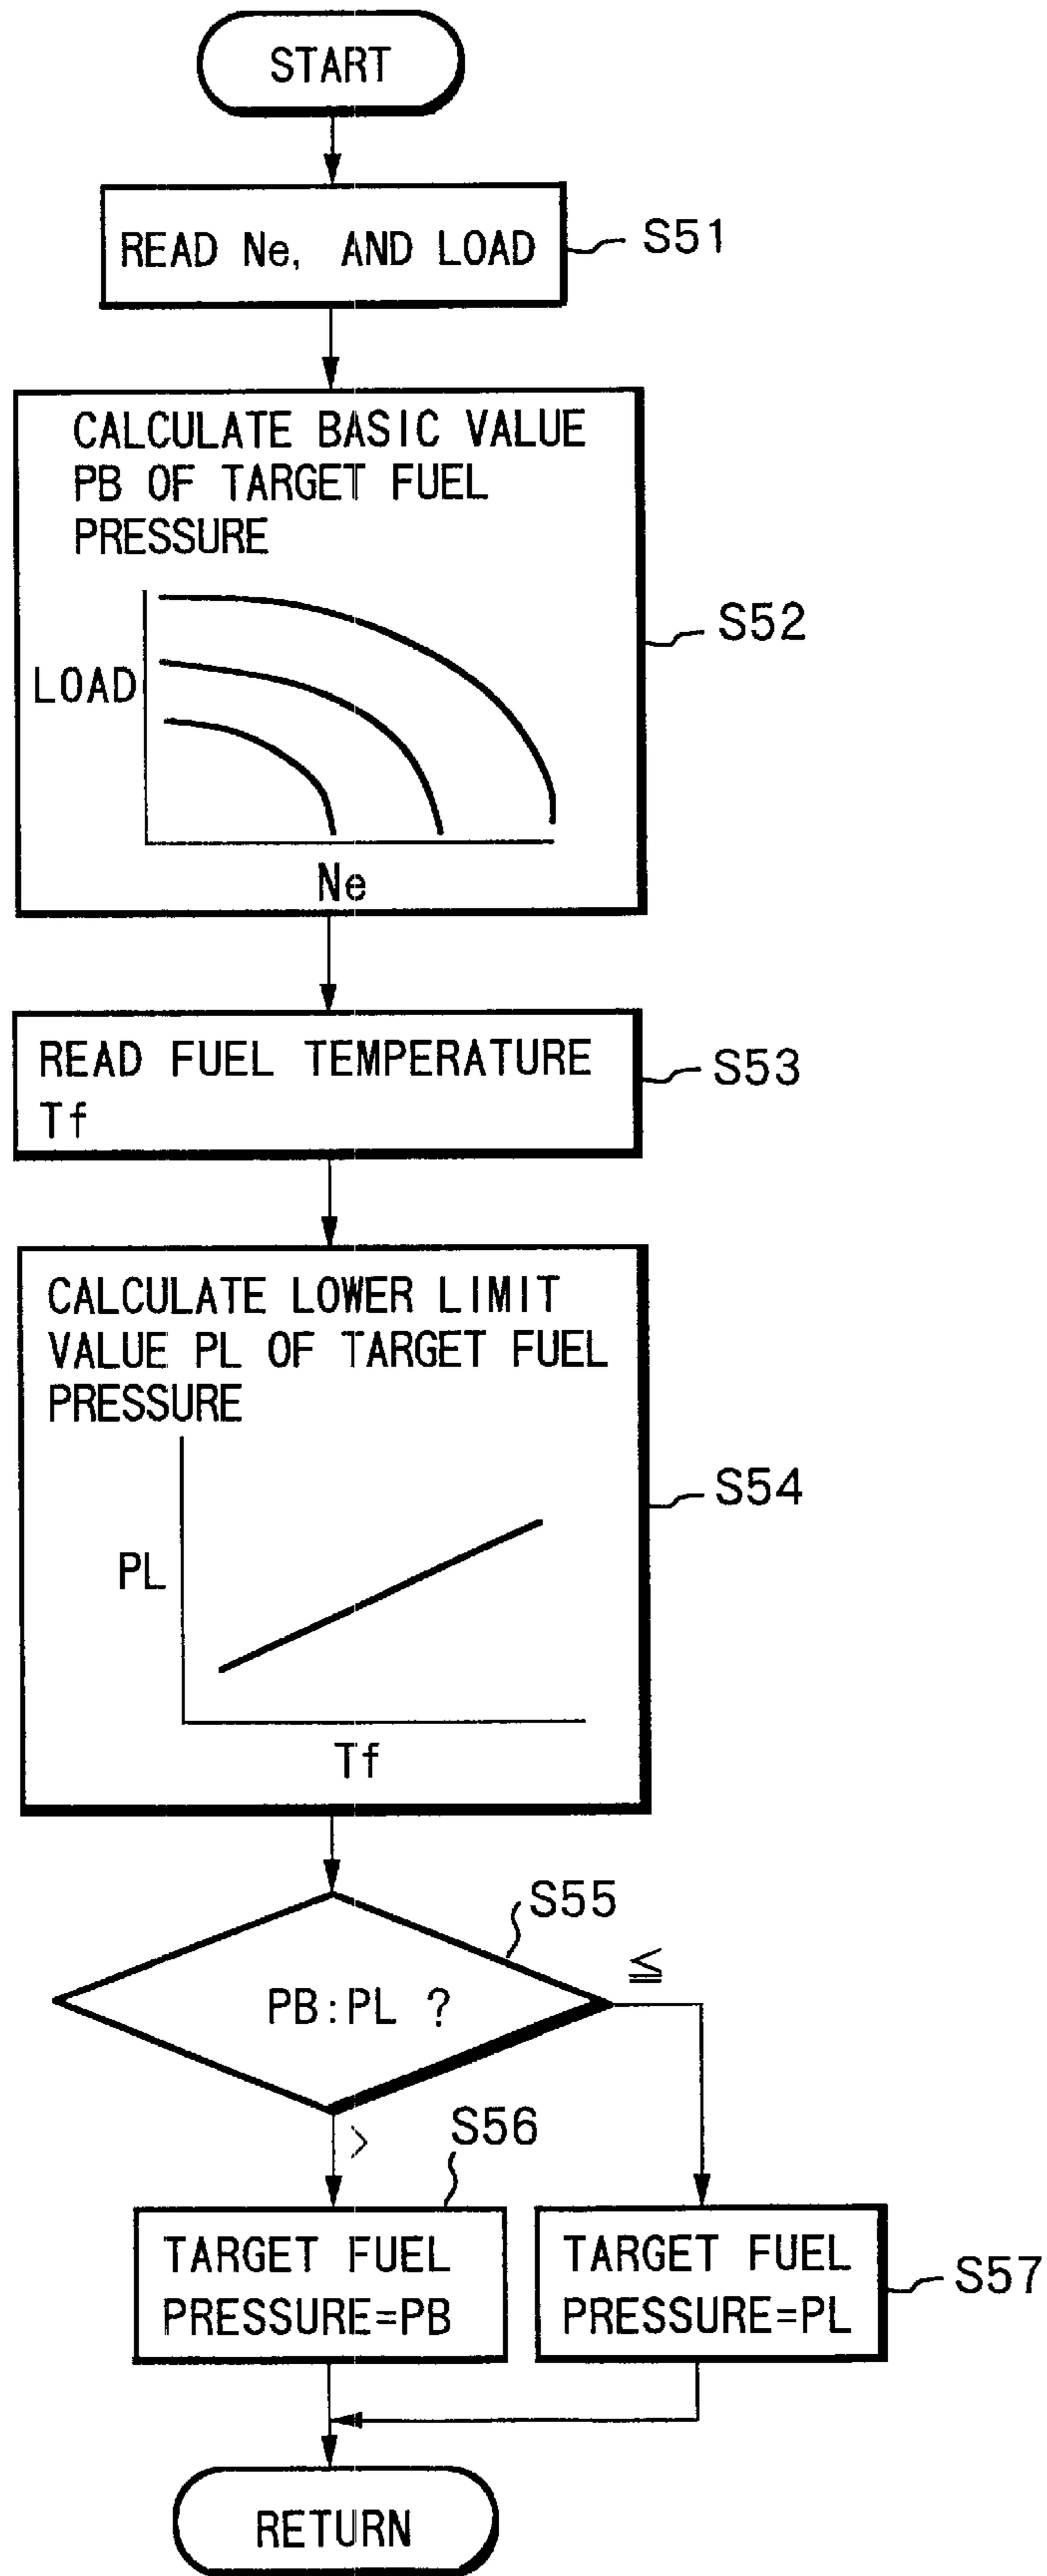 START
READ Ne, AND LOAD
S51
CALCULATE BASIC VALUE
PB OF TARGET FUEL
PRESSURE
S52
LOAD
Ne
READ FUEL TEMPERATURE
Tf
S53
CALCULATE LOWER LIMIT
VALUE PL OF TARGET FUEL
PRESSURE
S54
PL
Tf
S55
≦
PB:PL ?
>
S56
TARGET FUEL
PRESSURE=PB
TARGET FUEL
PRESSURE=PL
S57
RETURN